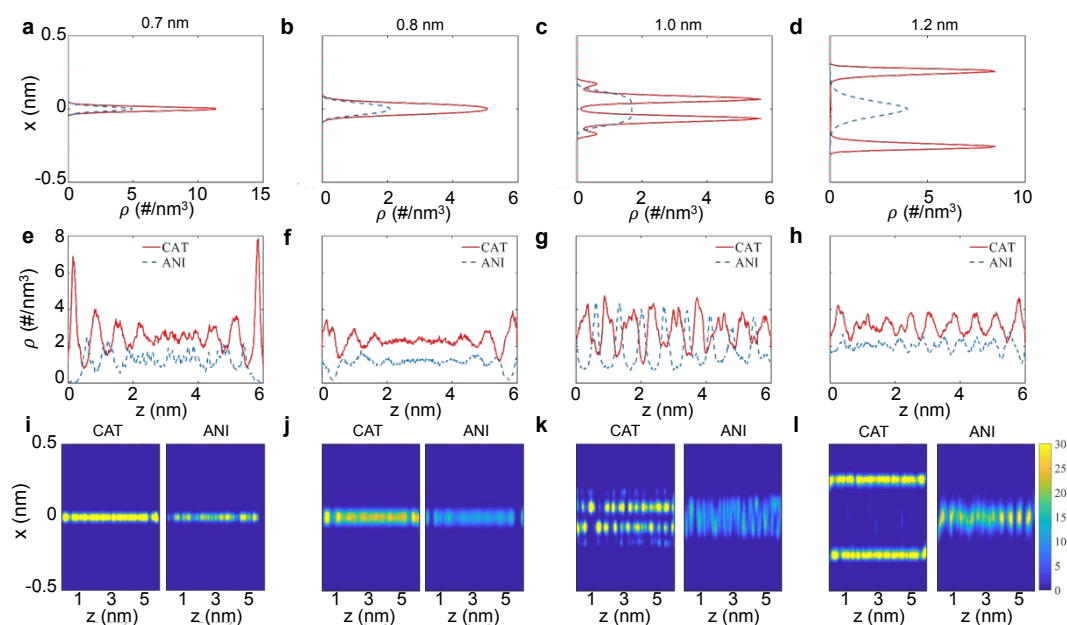 a 0.7 nm b 0.8 nm c 1.0 nm d 1.2 nm
0.5
x (nm)
0
-0.5
0 5 10 15 0 2 4 6 0 2 4 6 0 5 10
ρ (#/nm³) ρ (#/nm³) ρ (#/nm³) ρ (#/nm³)
e f g h
8
CAT CAT CAT CAT
ANI ANI ANI ANI
6
ρ (#/nm³)
4
2
0
0 2 4 6 0 2 4 6 0 2 4 6 0 2 4 6
z (nm) z (nm) z (nm) z (nm)
i CAT ANI j CAT ANI k CAT ANI l CAT ANI
0.5
30
25
20
x (nm)
0
15
10
5
-0.5
0
1 3 5 1 3 5 1 3 5 1 3 5 1 3 5 1 3 5 1 3 5 1 3 5
z (nm) z (nm) z (nm) z (nm) z (nm) z (nm) z (nm) z (nm)